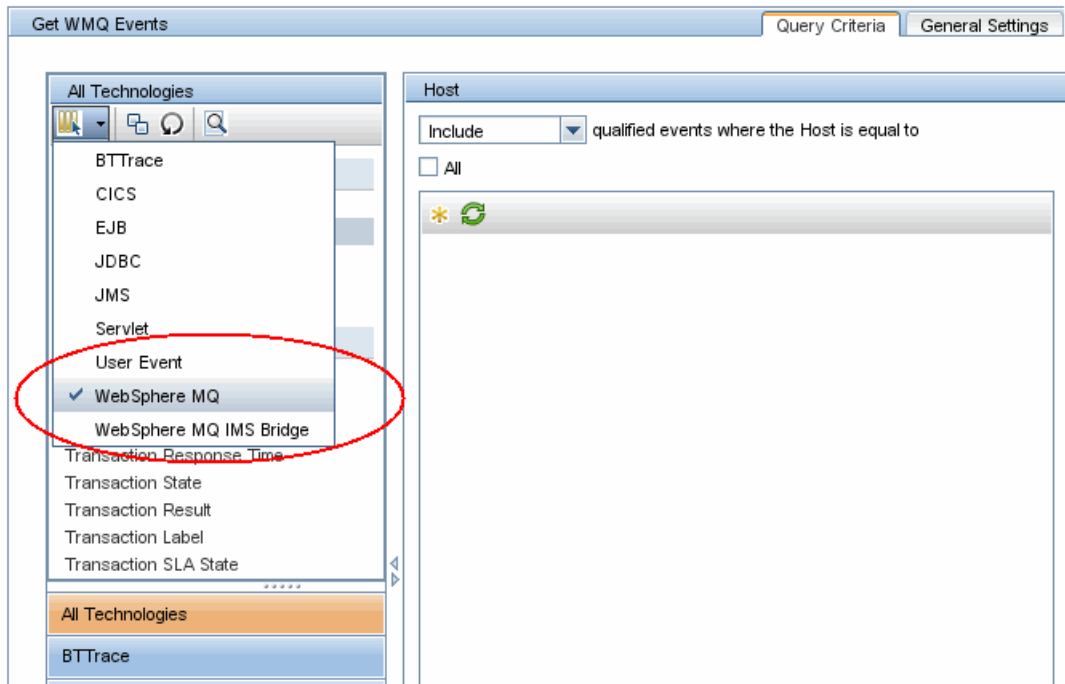 Get WMQ Events
Query Criteria
General Settings
All Technologies
BTTrace
CICS
EJB
JDBC
JMS
Servlet
User Event
WebSphere MQ
WebSphere MQ IMS Bridge
Transaction Response Time
Transaction State
Transaction Result
Transaction Label
Transaction SLA State
All Technologies
BTTrace
Host
Include qualified events where the Host is equal to
All